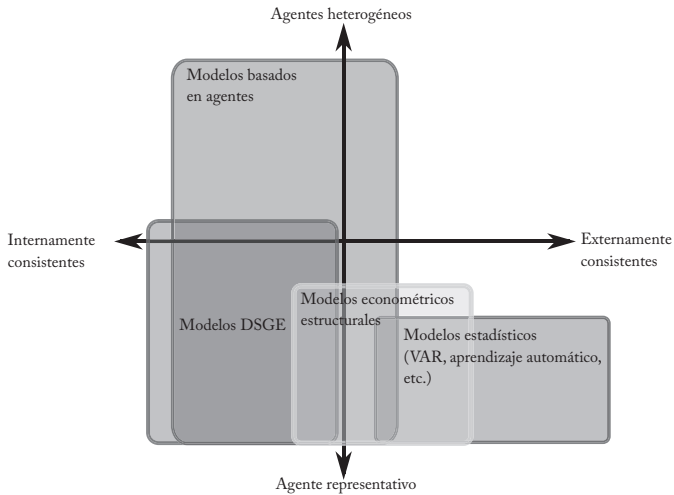 Agentes heterogéneos
Modelos basados
en agentes
Internamente
consistentes
Externamente
consistentes
Modelos econométricos
estructurales
Modelos DSGE
Modelos estadísticos
(VAR, aprendizaje automático,
etc.)
Agente representativo